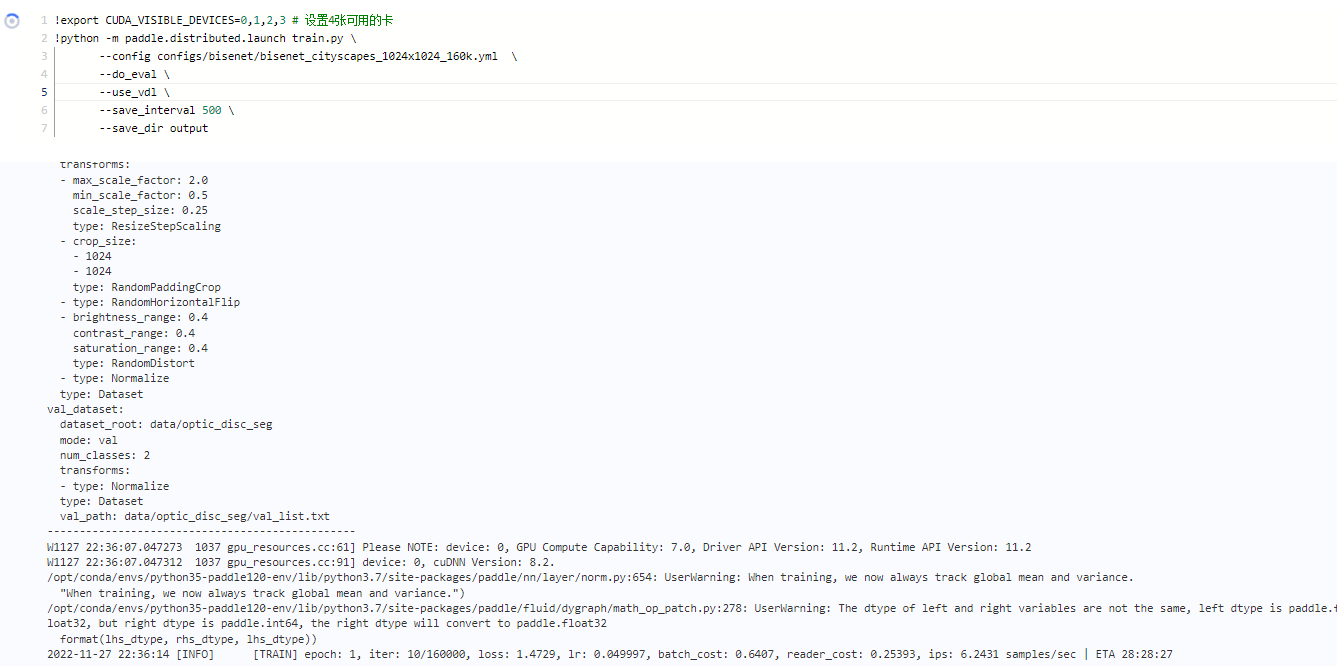 1 !export CUDA_VISIBLE_DEVICES=0,1,2,3 # 设置4张可用的卡
2 !python -m paddle.distributed.launch train.py \
3 --config configs/bisenet/bisenet_cityscapes_1024x1024_160k.yml \
4 --do_eval \
5 --use_vdl \
6 --save_interval 500 \
7 --save_dir output
transforms:
- max_scale_factor: 2.0
min_scale_factor: 0.5
scale_step_size: 0.25
type: ResizeStepScaling
- crop_size:
- 1024
- 1024
type: RandomPaddingCrop
- type: RandomHorizontalFlip
- brightness_range: 0.4
contrast_range: 0.4
saturation_range: 0.4
type: RandomDistort
- type: Normalize
type: Dataset
val_dataset:
dataset_root: data/optic_disc_seg
mode: val
num_classes: 2
transforms:
- type: Normalize
type: Dataset
val_path: data/optic_disc_seg/val_list.txt
------------------------------------------------
W1127 22:36:07.047273 1037 gpu_resources.cc:61] Please NOTE: device: 0, GPU Compute Capability: 7.0, Driver API Version: 11.2, Runtime API Version: 11.2
W1127 22:36:07.047312 1037 gpu_resources.cc:91] device: 0, cuDNN Version: 8.2.
/opt/conda/envs/python35-paddle120-env/lib/python3.7/site-packages/paddle/nn/layer/norm.py:654: UserWarning: When training, we now always track global mean and variance.
"When training, we now always track global mean and variance.")
/opt/conda/envs/python35-paddle120-env/lib/python3.7/site-packages/paddle/fluid/dygraph/math_op_patch.py:278: UserWarning: The dtype of left and right variables are not the same, left dtype is paddle.f
loat32, but right dtype is paddle.int64, the right dtype will convert to paddle.float32
format(lhs_dtype, rhs_dtype, lhs_dtype))
2022-11-27 22:36:14 [INFO] [TRAIN] epoch: 1, iter: 10/160000, loss: 1.4729, lr: 0.049997, batch_cost: 0.6407, reader_cost: 0.25393, ips: 6.2431 samples/sec | ETA 28:28:27